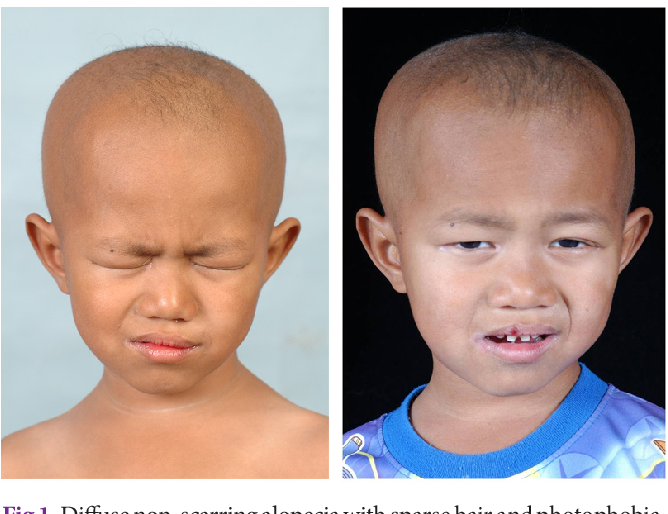 Fig 1. Diffuse non-scarring alopecia with sparse hair and photophobia